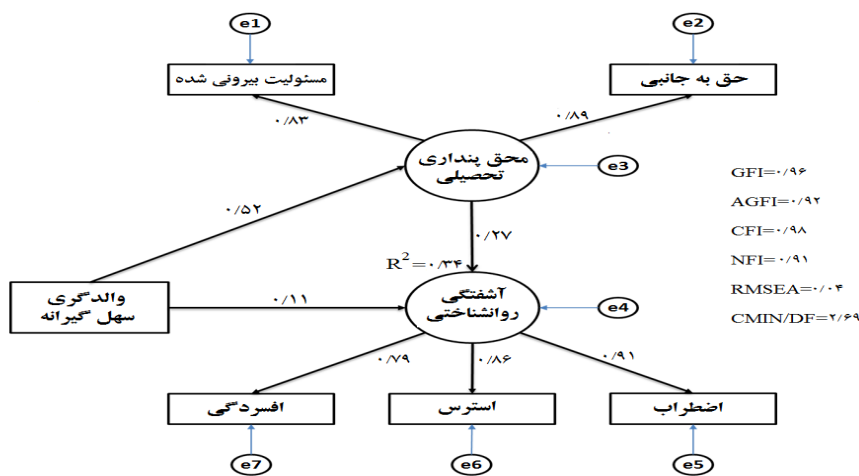 e1
e2
مسئولیت بیرونی شده
حق به جانبی
۰/۸۳
۰/۸۹
محق پنداری
تحصیلی
e3
GFI=۰/۹۶
AGFI=۰/۹۲
CFI=۰/۹۸
NFI=۰/۹۱
RMSEA=۰/۰۴
CMIN/DF=۲/۶۹
۰/۵۲
۰/۲۷
R²=۰/۳۴
والدگری
سهل گیرانه
۰/۱۱
آشفتگی
روانشناختی
e4
۰/۷۹
۰/۸۶
۰/۹۱
افسردگی
استرس
اضطراب
e7
e6
e5